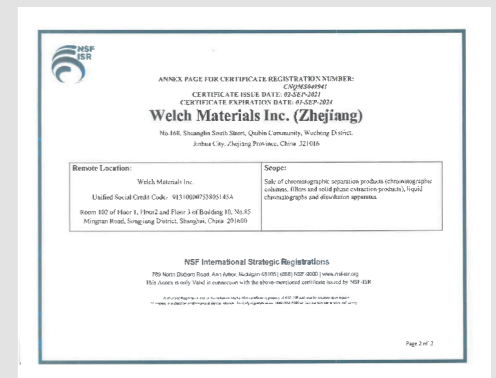 NSF
ISR
ANNEX PAGE FOR CERTIFICATE REGISTRATION NUMBER:
CERTIFICATE ISSUE DATE: 02-SEP-2021
CERTIFICATE EXPIRATION DATE: 01-SEP-2024
Welch Materials Inc. (Zhejiang)
No.168, Shuanglin South Street, Qiubin Community, Wucheng District,
Jinhua City, Zhejiang Province, China 321016
Remote Location:
Welch Materials Inc.
Unified Social Credit Code:
Room 102 of Floor 1, Floor2 and Floor 3 of Building 10, No.85
Mingnan Road, Songjiang District, Shanghai, China 201600
Scope:
Sale of chromatographic separation products (chromatographic
columns, filters and solid phase extraction products), liquid
chromatographs and dissolution apparatus.
NSF International Strategic Registrations
789 North Dixboro Road, Ann Arbor, Michigan 48105 | (888) NSF-9000 | www.nsf-isr.org
This Annex is only Valid in connection with the above-mentioned certificate issued by NSF-ISR
Page 2 of 2